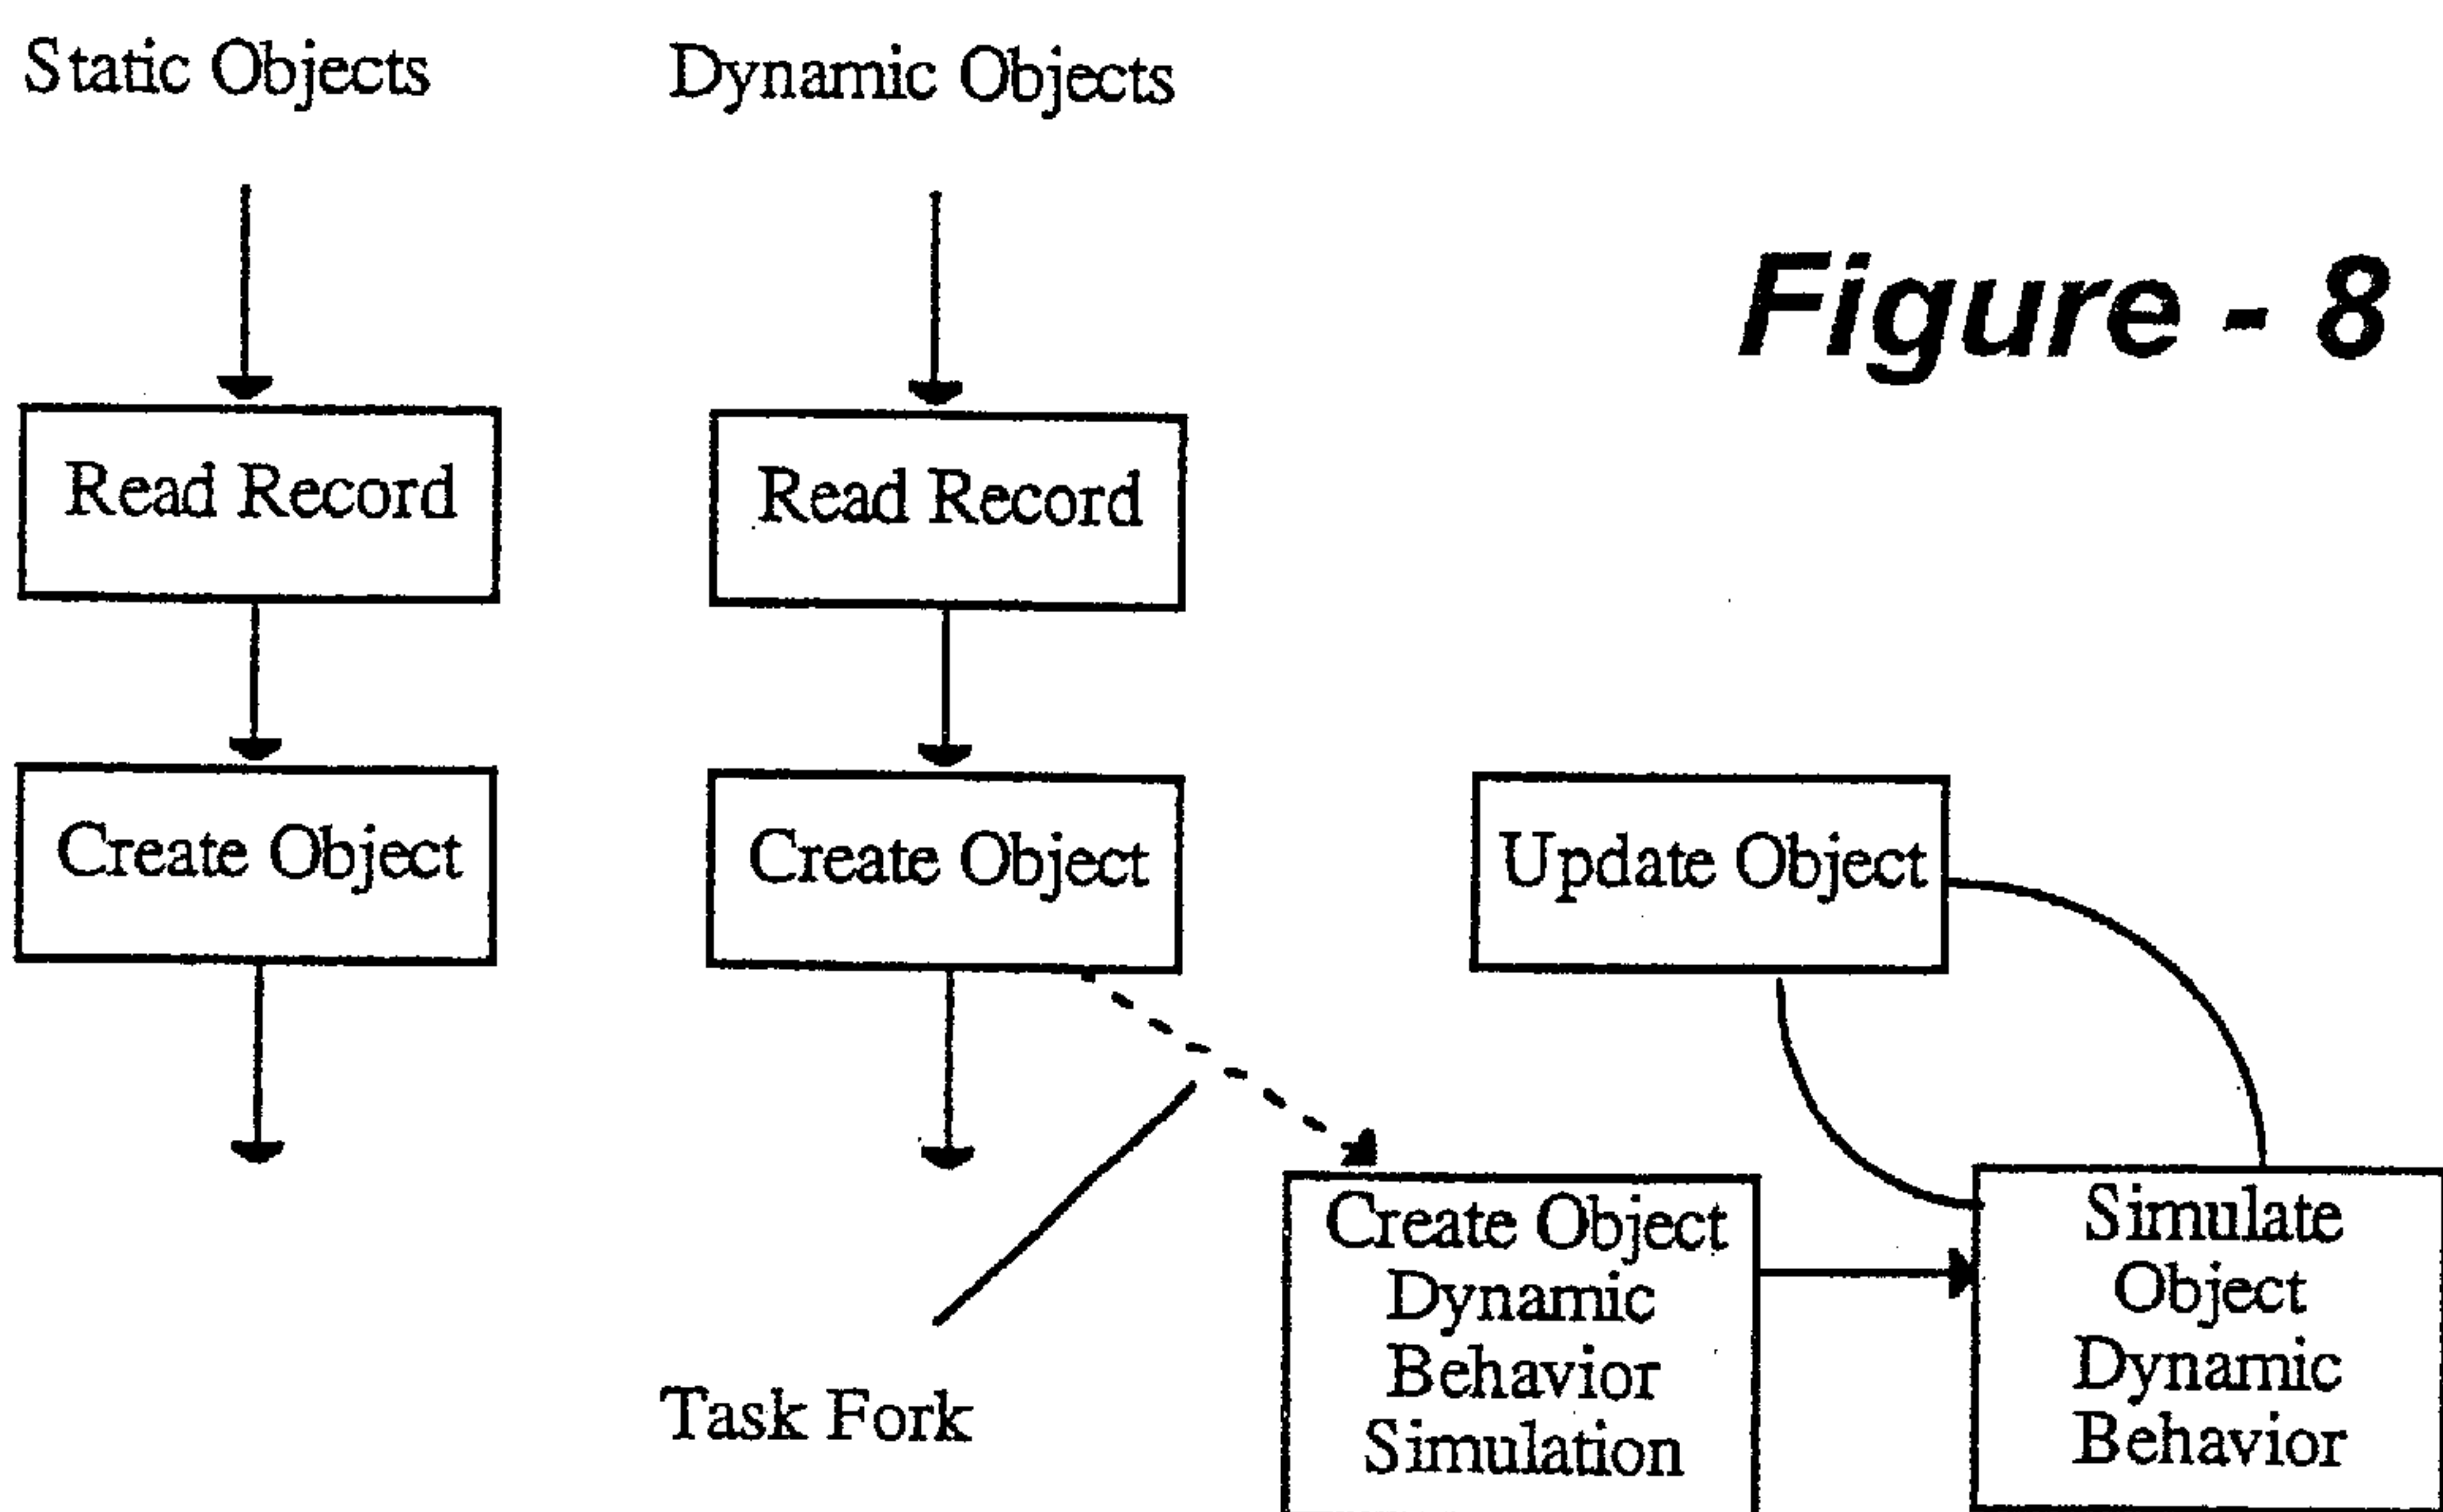 Static Objects
Dynamic Objects
Figure - 8
Read Record
Read Record
Create Object
Create Object
Update Object
Task Fork
Create Object
Dynamic
Behavior
Simulation
Simulate
Object
Dynamic
Behavior